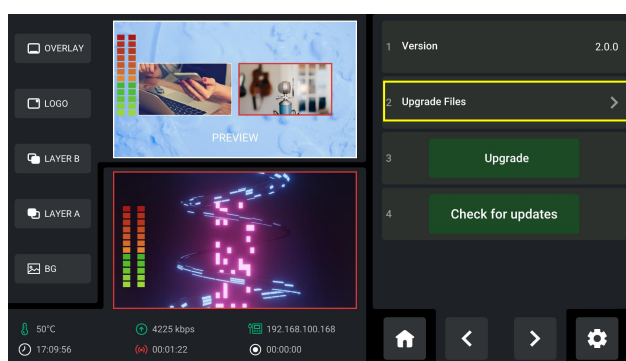 OVERLAY
LOGO
LAYER B
LAYER A
BG
PREVIEW
50°C
4225 kbps
192.168.100.168
17:09:56
00:01:22
00:00:00
1 Version 2.0.0
2 Upgrade Files
3 Upgrade
4 Check for updates